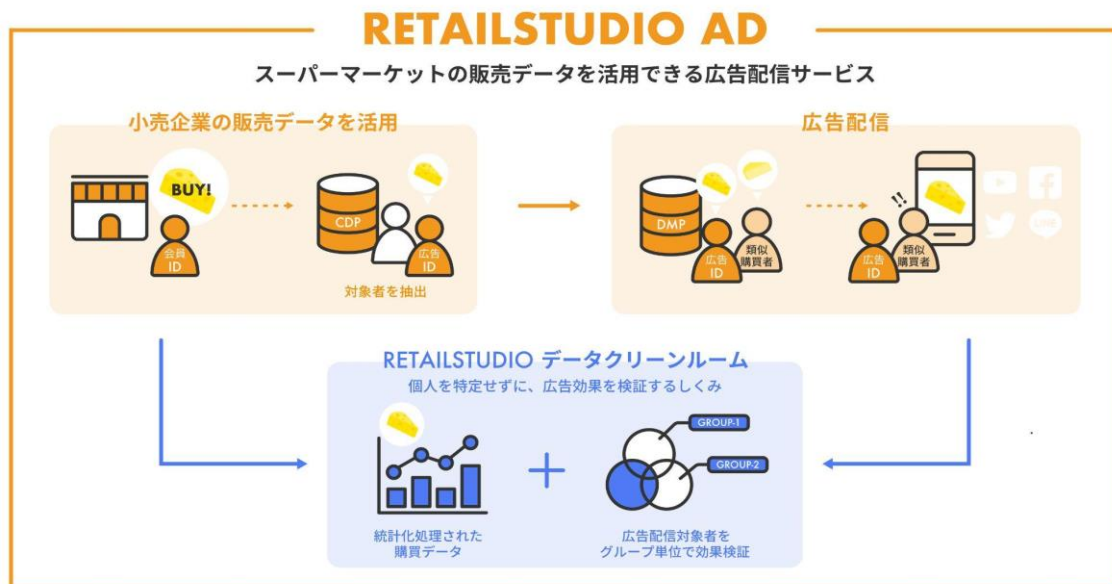 RETAILSTUDIO AD
スーパーマーケットの販売データを活用できる広告配信サービス
小売企業の販売データを活用
BUY!
会員
ID
CDP
広告
ID
対象者を抽出
広告配信
DMP
広告
ID
類似
購買者
広告
ID
類似
購買者
!!
LINE
RETAILSTUDIO データクリーンルーム
個人を特定せずに、広告効果を検証するしくみ
統計化処理された
購買データ
GROUP-1
GROUP-2
広告配信対象者を
グループ単位で効果検証